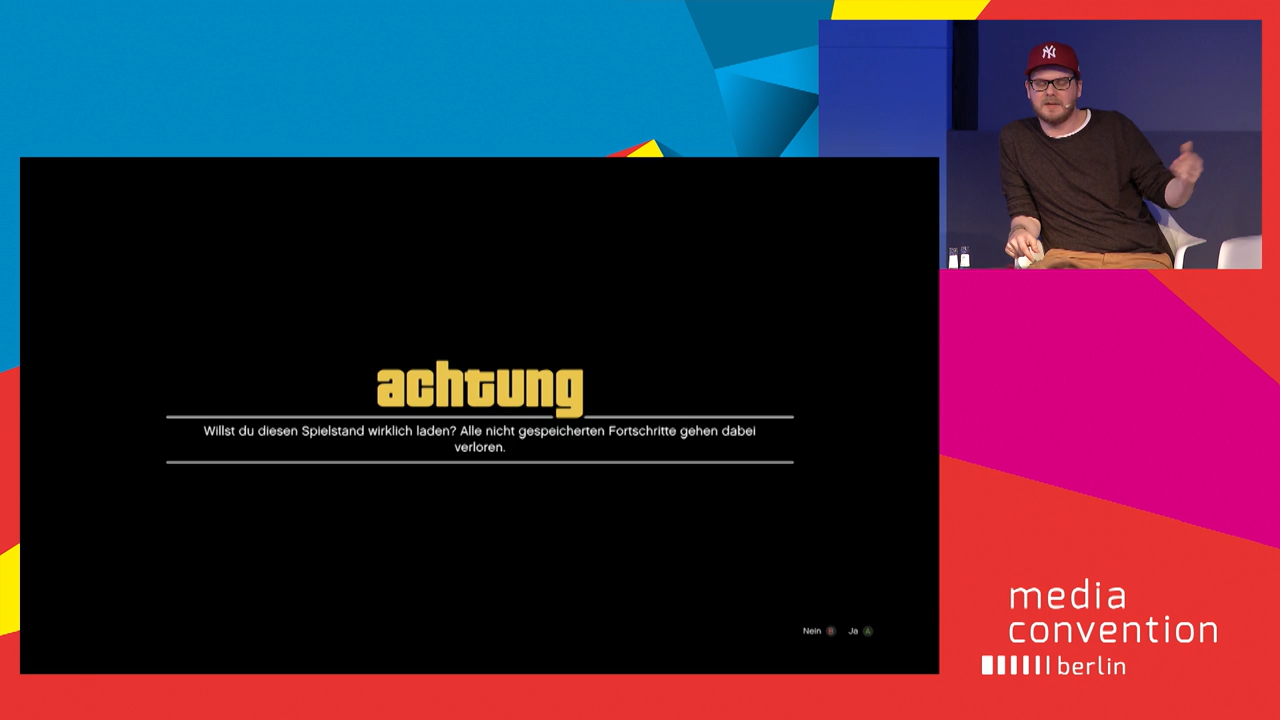 NY
achtung
Willst du diesen Spielstand wirklich laden? Alle nicht gespeicherten Fortschritte gehen dabei
verloren.
Nein B Ja A
media
convention
berlin